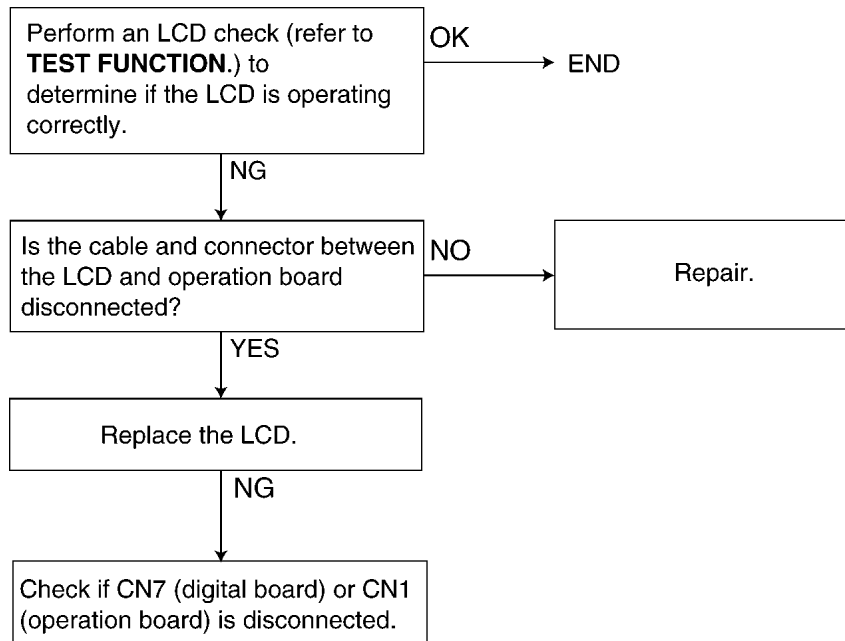 Perform an LCD check (refer to
TEST FUNCTION.) to
determine if the LCD is operating
correctly.
OK
END
NG
Is the cable and connector between
the LCD and operation board
disconnected?
NO
Repair.
YES
Replace the LCD.
NG
Check if CN7 (digital board) or CN1
(operation board) is disconnected.